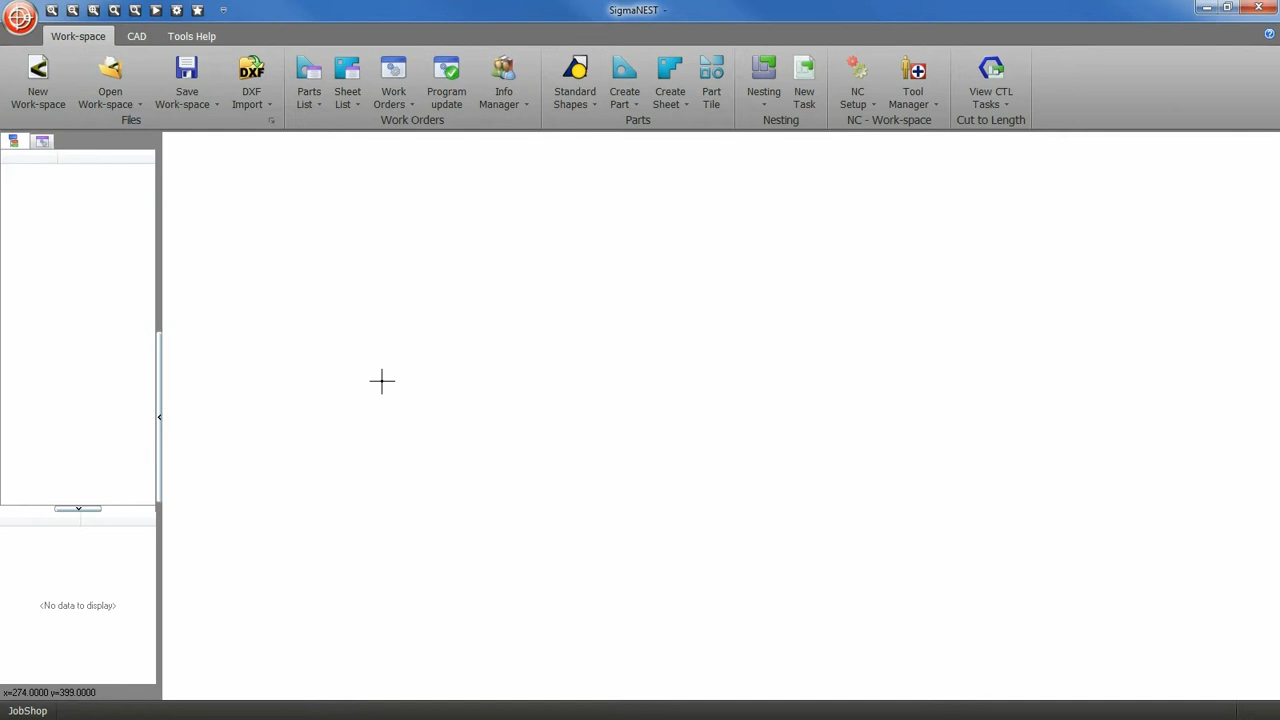 SigmaNEST -
Work-space CAD Tools Help
New Work-space
Open Work-space
Save Work-space
DXF
DXF Import
Parts List
Sheet List
Work Orders
Program update
Info Manager
Standard Shapes
Create Part
Create Sheet
Part Tile
Nesting
New Task
NC Setup
Tool Manager
View CTL Tasks
Files Work Orders Parts Nesting NC - Work-space Cut to Length
<No data to display>
x=274.0000 y=399.0000
JobShop